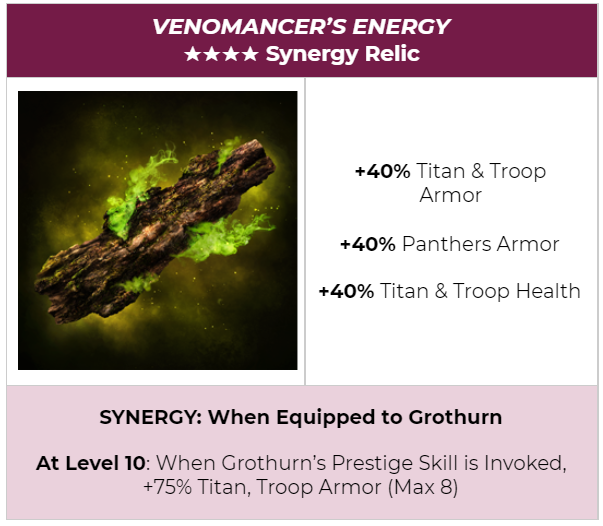 VENOMANCER’S ENERGY
★★★★ Synergy Relic
+40% Titan & Troop
Armor
+40% Panthers Armor
+40% Titan & Troop Health
SYNERGY: When Equipped to Grothurn
At Level 10: When Grothurn’s Prestige Skill is Invoked,
+75% Titan, Troop Armor (Max 8)